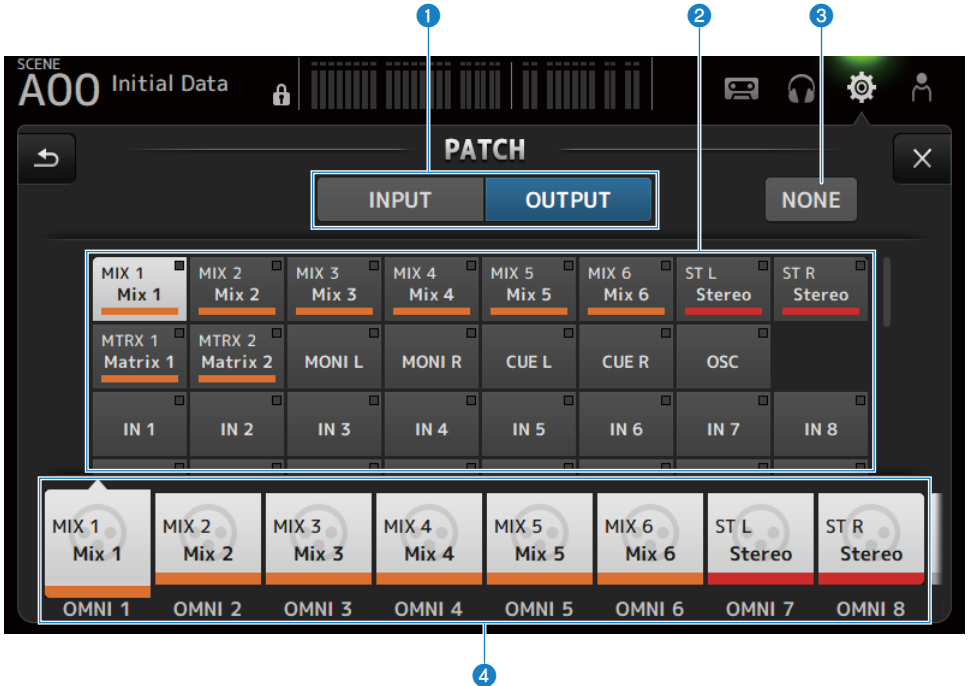 1 2 3
SCENE
A00 Initial Data
PATCH
INPUT OUTPUT NONE
MIX 1 MIX 2 MIX 3 MIX 4 MIX 5 MIX 6 ST L ST R
Mix 1 Mix 2 Mix 3 Mix 4 Mix 5 Mix 6 Stereo Stereo
MTRX 1 MTRX 2
Matrix 1 Matrix 2 MONI L MONI R CUE L CUE R OSC
IN 1 IN 2 IN 3 IN 4 IN 5 IN 6 IN 7 IN 8
MIX 1 MIX 2 MIX 3 MIX 4 MIX 5 MIX 6 ST L ST R
Mix 1 Mix 2 Mix 3 Mix 4 Mix 5 Mix 6 Stereo Stereo
OMNI 1 OMNI 2 OMNI 3 OMNI 4 OMNI 5 OMNI 6 OMNI 7 OMNI 8
4